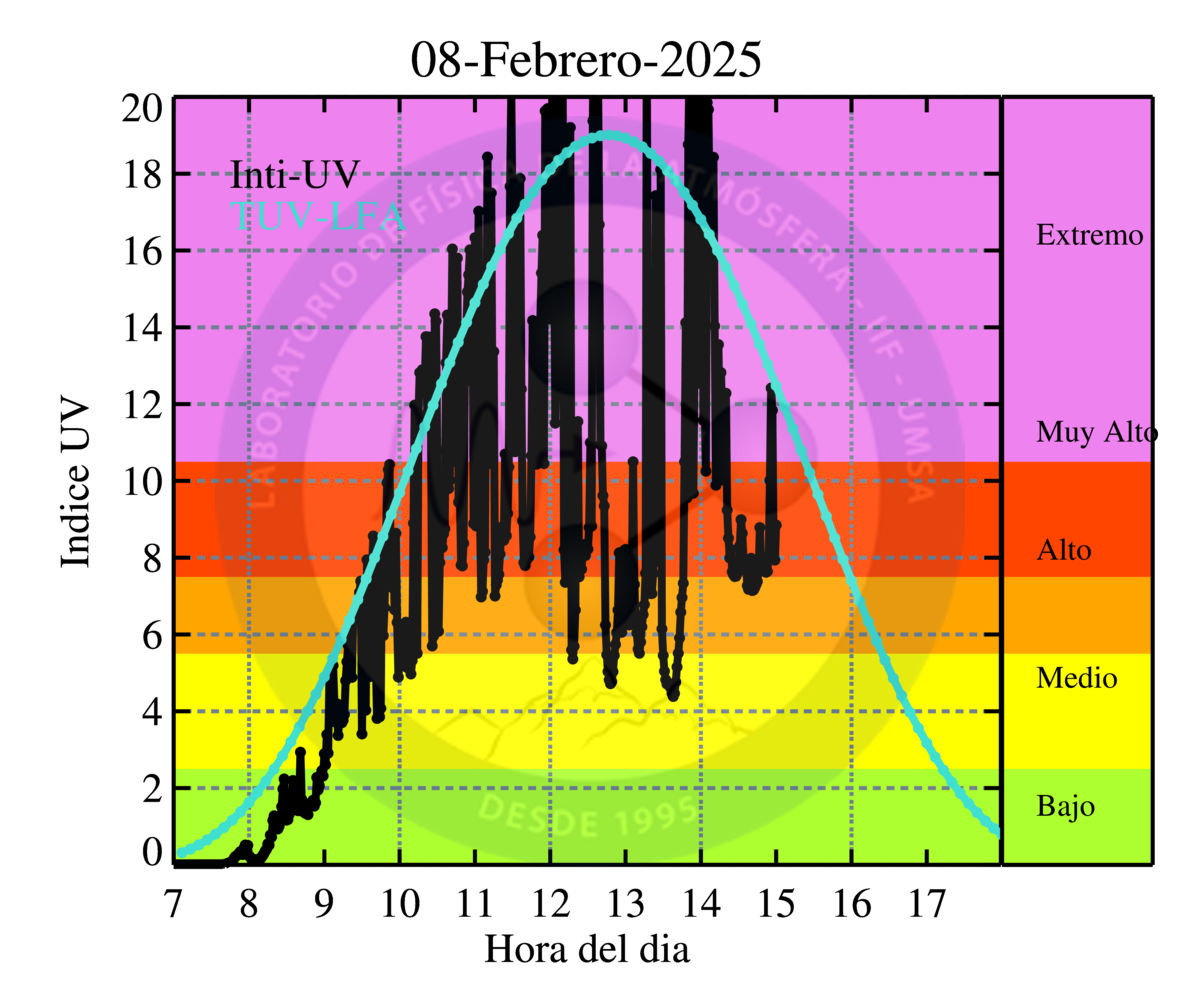 08-Febrero-2025
Indice UV
20
18
16
14
12
10
8
6
4
2
0
Inti-UV
TUV-LFA
LABORATORIO DE FÍSICA DE LA ATMÓSFERA - IIF - UMSA
DESDE 1995
Extremo
Muy Alto
Alto
Medio
Bajo
7 8 9 10 11 12 13 14 15 16 17
Hora del dia